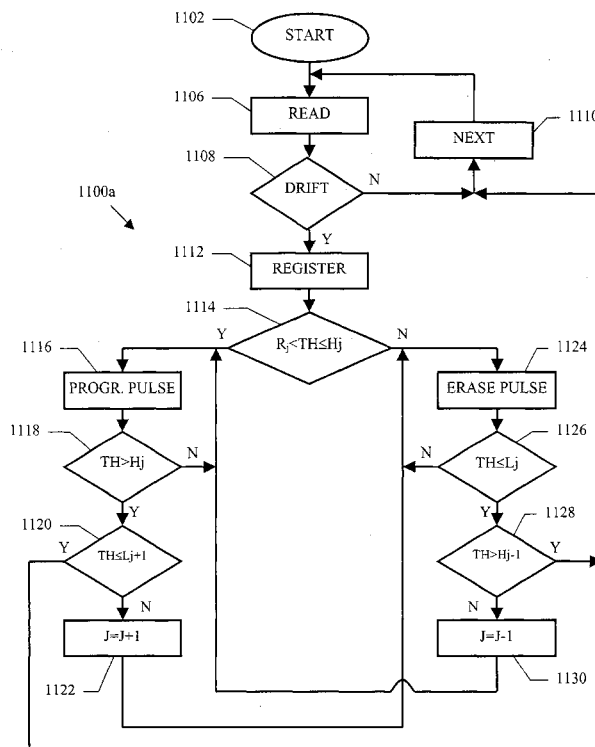 1102
START
1106
READ
1110
NEXT
1108
DRIFT
N
1100a
Y
1112
REGISTER
1114
Y
Rj<TH≤Hj
N
1116
PROGR. PULSE
1124
ERASE PULSE
1118
TH>Hj
N
1126
N
TH≤Lj
Y
1120
Y
TH≤Lj+1
Y
1128
TH>Hj-1
Y
N
N
J=J+1
J=J-1
1122
1130